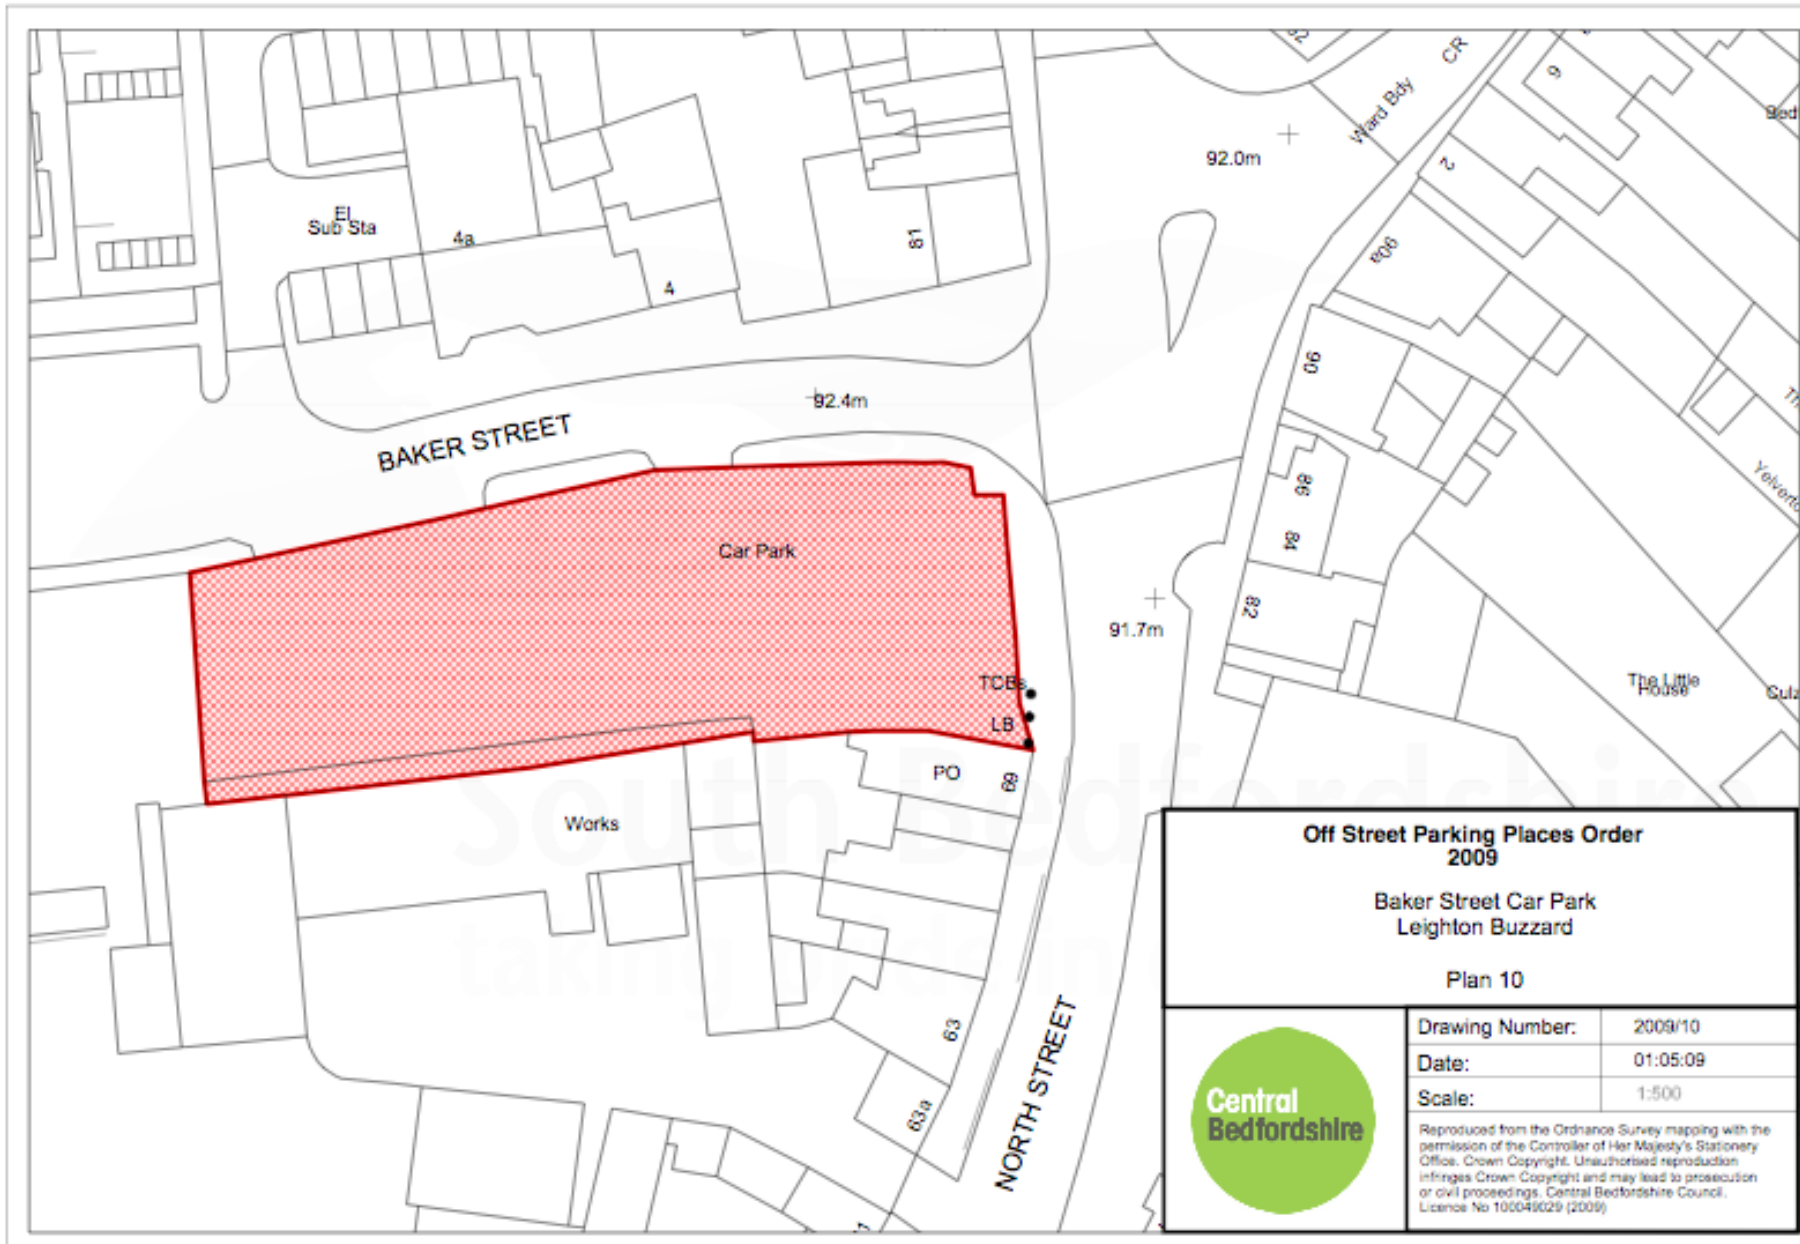 92
CR
Ward Bdy
6
92.0m
2
El
Sub Sta
4a
81
90a
4
90
92.4m
BAKER STREET
86
84
Car Park
82
91.7m
TCBs
The Little
House
LB
PO
69
Works
63
63a
NORTH STREET
South Bedfordshire
Off Street Parking Places Order
2009
Baker Street Car Park
Leighton Buzzard
Plan 10
Central
Bedfordshire
Drawing Number: 2009/10
Date: 01:05:09
Scale: 1:500
Reproduced from the Ordnance Survey mapping with the
permission of the Controller of Her Majesty's Stationery
Office. Crown Copyright. Unauthorised reproduction
infringes Crown Copyright and may lead to prosecution
or civil proceedings. Central Bedfordshire Council.
Licence No 100049029 (2009)